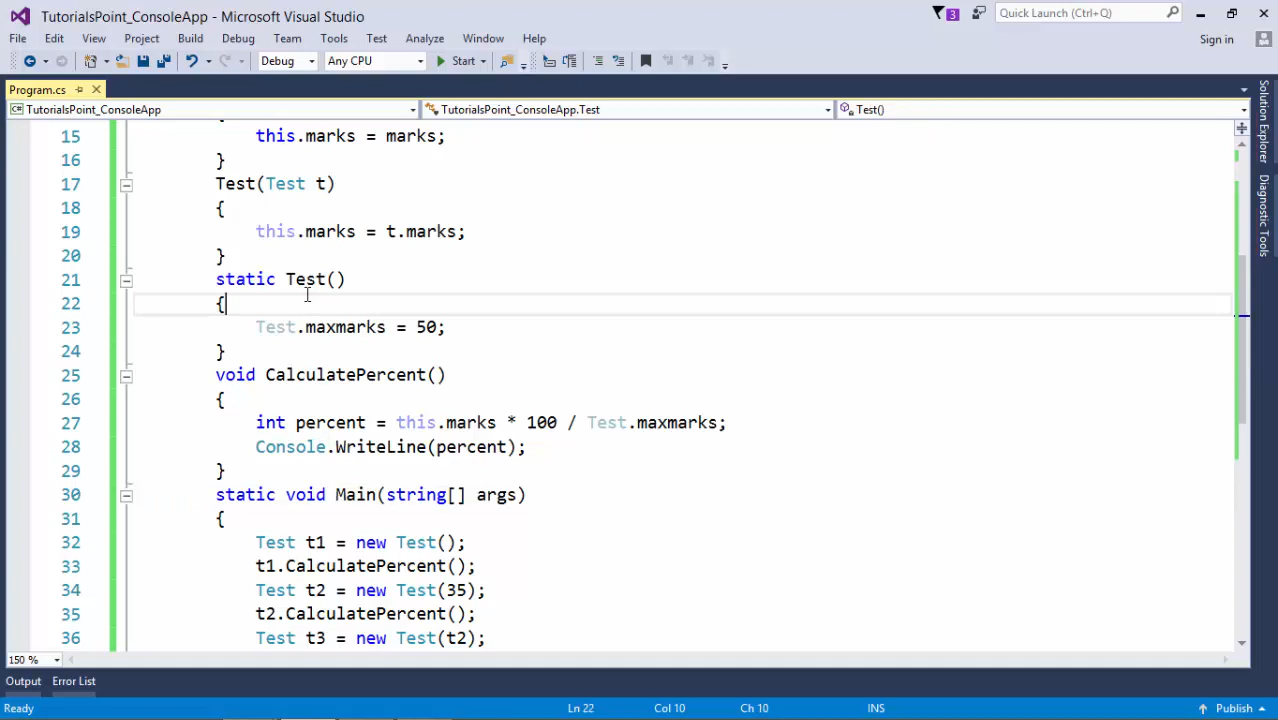 TutorialsPoint_ConsoleApp - Microsoft Visual Studio
3
Quick Launch (Ctrl+Q)
File Edit View Project Build Debug Team Tools Test Analyze Window Help
Sign in
Debug Any CPU Start
Program.cs
TutorialsPoint_ConsoleApp TutorialsPoint_ConsoleApp.Test Test()
Solution Explorer
Diagnostic Tools
15 this.marks = marks;
16 }
17 Test(Test t)
18 {
19 this.marks = t.marks;
20 }
21 static Test()
22 {
23 Test.maxmarks = 50;
24 }
25 void CalculatePercent()
26 {
27 int percent = this.marks * 100 / Test.maxmarks;
28 Console.WriteLine(percent);
29 }
30 static void Main(string[] args)
31 {
32 Test t1 = new Test();
33 t1.CalculatePercent();
34 Test t2 = new Test(35);
35 t2.CalculatePercent();
36 Test t3 = new Test(t2);
150 %
Output Error List
Ready Ln 22 Col 10 Ch 10 INS Publish